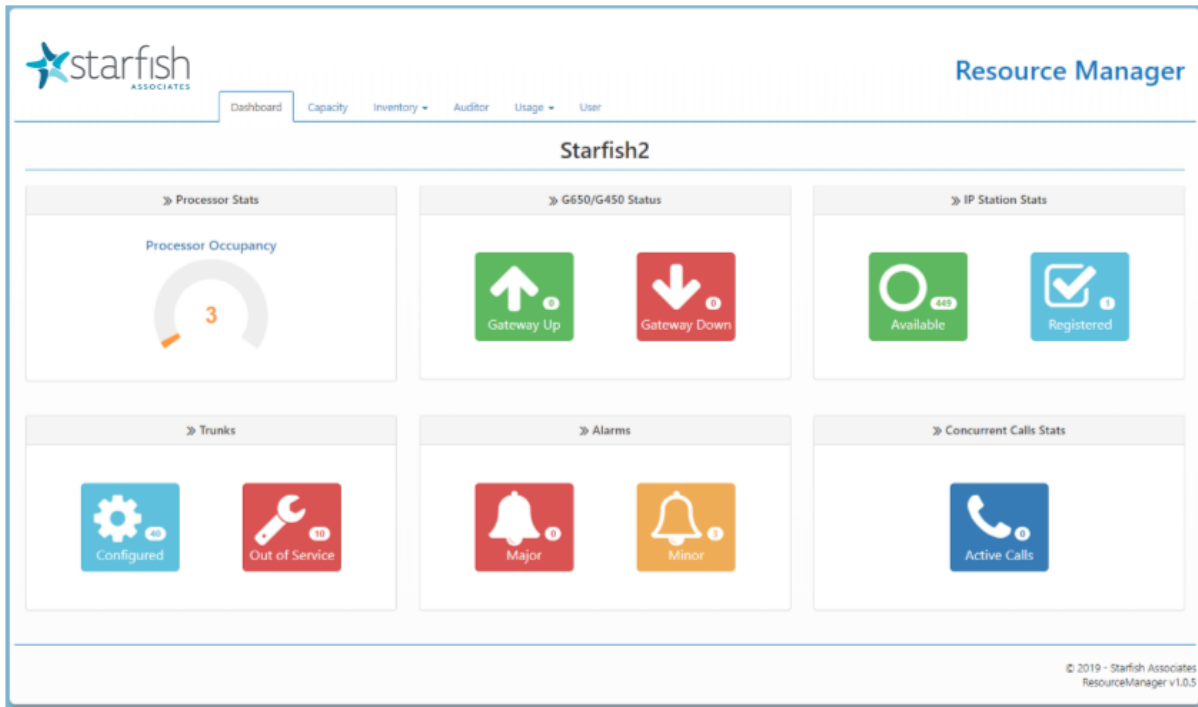 starfish
ASSOCIATES
Resource Manager
Dashboard Capacity Inventory Auditor Usage User
Starfish2
» Processor Stats
Processor Occupancy
3
» G650/G450 Status
0
Gateway Up
0
Gateway Down
» IP Station Stats
449
Available
1
Registered
» Trunks
40
Configured
10
Out of Service
» Alarms
0
Major
3
Minor
» Concurrent Calls Stats
0
Active Calls
© 2019 - Starfish Associates
ResourceManager v1.0.5